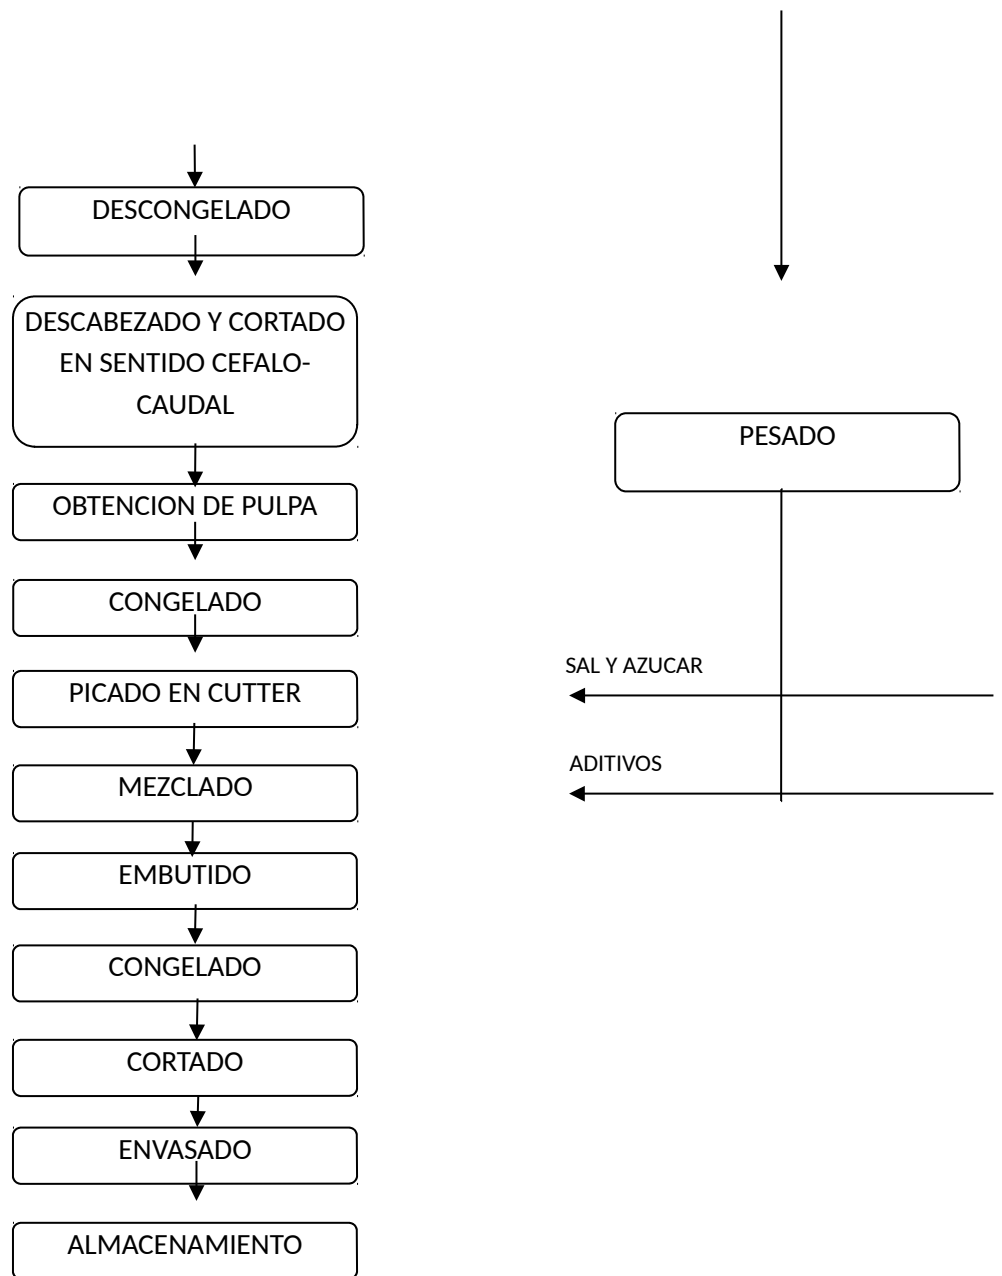 DESCONGELADO
DESCABEZADO Y CORTADO
EN SENTIDO CEFALO-
CAUDAL
OBTENCION DE PULPA
CONGELADO
PICADO EN CUTTER
MEZCLADO
EMBUTIDO
CONGELADO
CORTADO
ENVASADO
ALMACENAMIENTO
PESADO
SAL Y AZUCAR
ADITIVOS